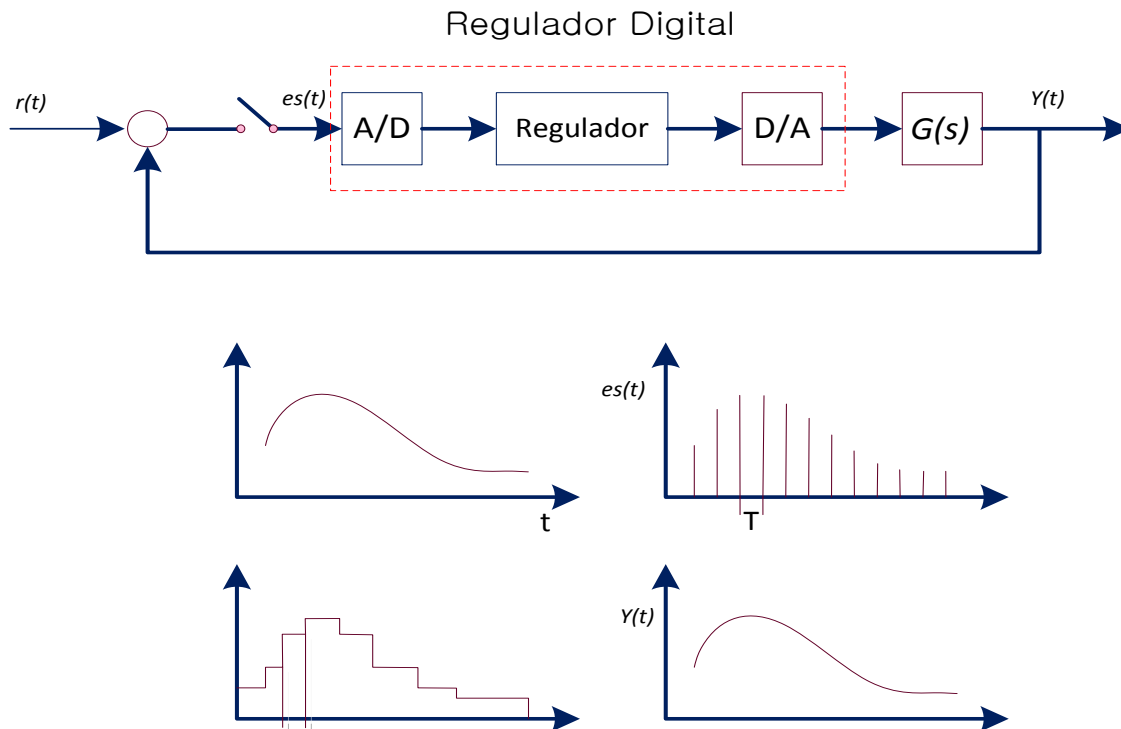 Regulador Digital
r(t)
es(t)
A/D
Regulador
D/A
G(s)
Y(t)
es(t)
t
T
Y(t)